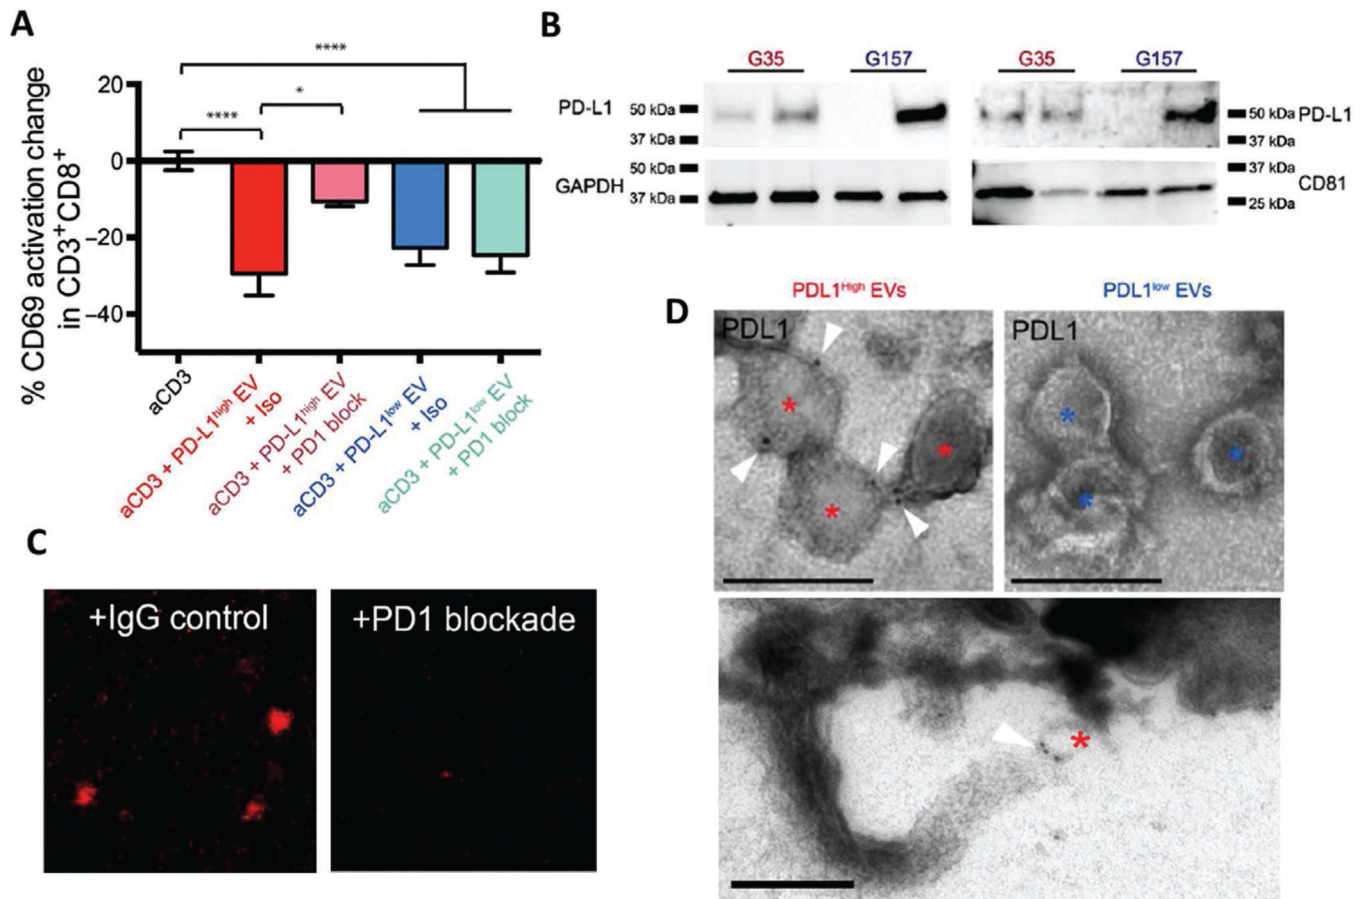 A
% CD69 activation change
in CD3⁺CD8⁺
20
0
−20
−40
****
****
*
aCD3
aCD3 + PD-L1ʰⁱᵍʰ EV
+ Iso
aCD3 + PD-L1ʰⁱᵍʰ EV
+ PD1 block
aCD3 + PD-L1ˡᵒʷ EV
+ Iso
aCD3 + PD-L1ˡᵒʷ EV
+ PD1 block
B
G35 G157 G35 G157
PD-L1 50 kDa 50 kDa PD-L1
37 kDa 37 kDa
50 kDa 37 kDa
GAPDH CD81
37 kDa 25 kDa
C
+IgG control
+PD1 blockade
D
PDL1ᴴⁱᵍʰ EVs
PDL1ˡᵒʷ EVs
PDL1
PDL1
*
*
*
*
*
*
*